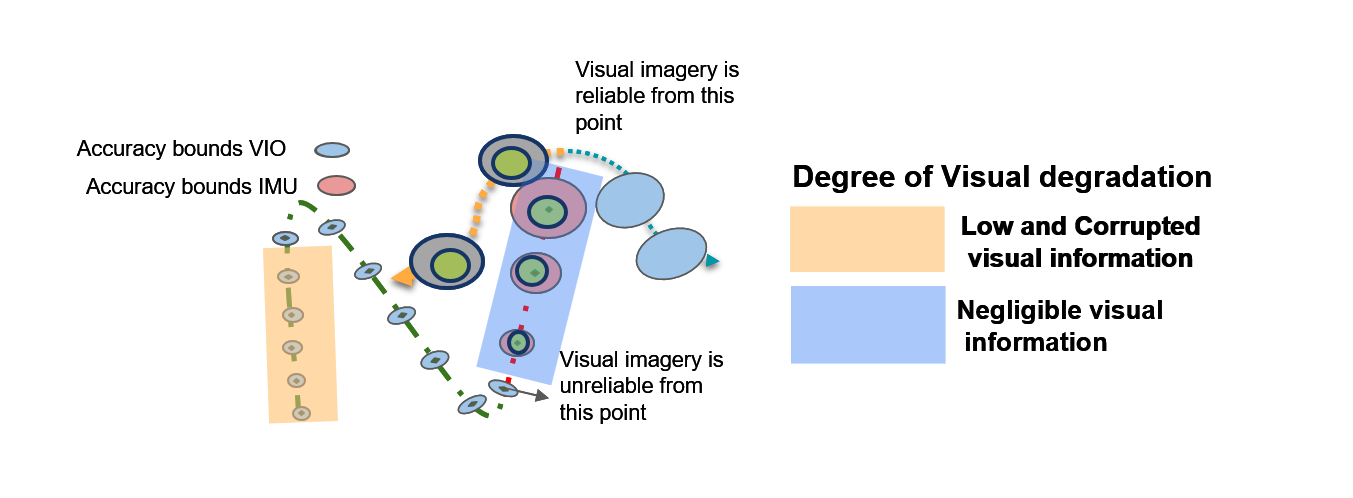 Visual imagery is
reliable from this
point
Accuracy bounds VIO
Accuracy bounds IMU
Visual imagery is
unreliable from
this point
Degree of Visual degradation
Low and Corrupted
visual information
Negligible visual
information